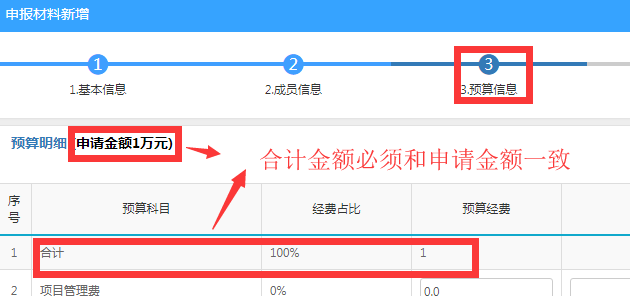 申报材料新增
1 2 3
1.基本信息 2.成员信息 3.预算信息
预算明细 (申请金额1万元)
合计金额必须和申请金额一致
序号 预算科目 经费占比 预算经费
1 合计 100% 1
2 项目管理费 0% 0.0